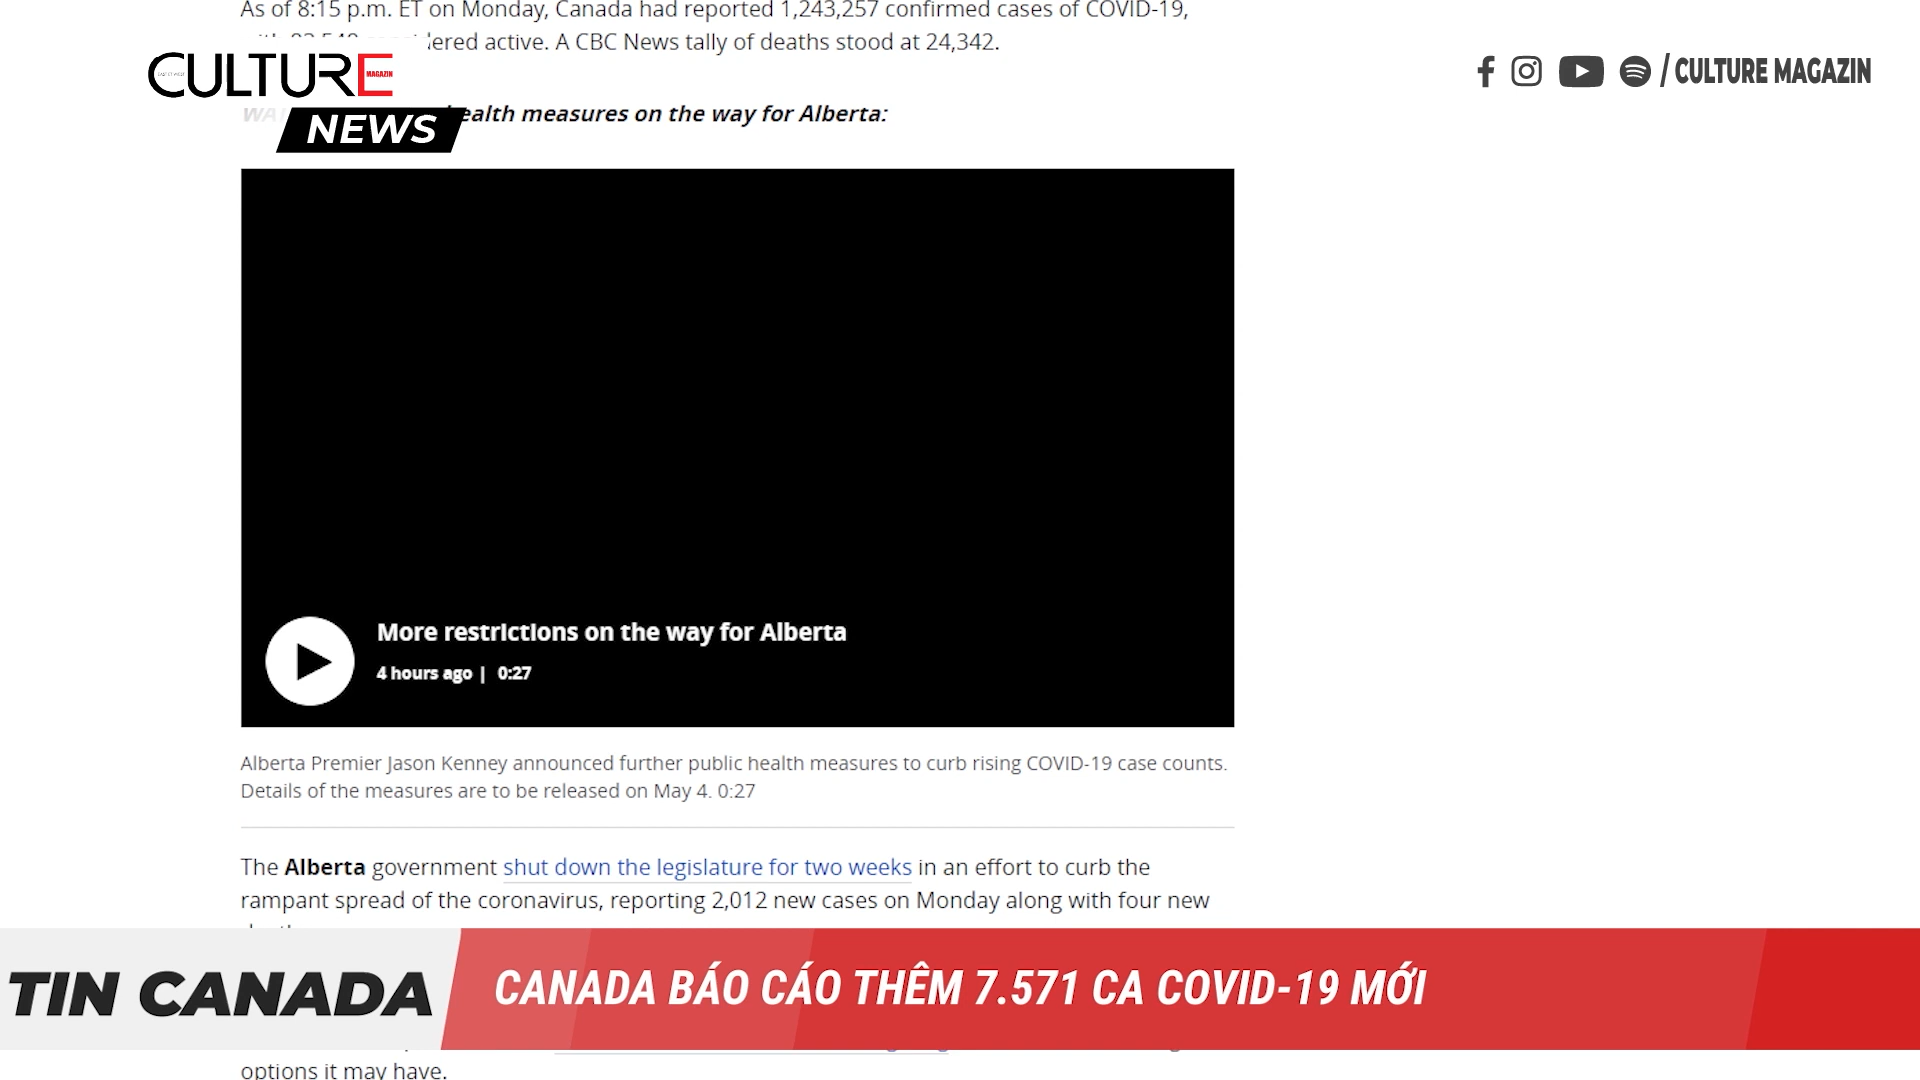 As of 8:15 p.m. ET on Monday, Canada had reported 1,243,257 confirmed cases of COVID-19,
active. A CBC News tally of deaths stood at 24,342.
CULTURE
MAGAZIN
NEWS
/ CULTURE MAGAZIN
measures on the way for Alberta:
More restrictions on the way for Alberta
4 hours ago | 0:27
Alberta Premier Jason Kenney announced further public health measures to curb rising COVID-19 case counts.
Details of the measures are to be released on May 4. 0:27
The Alberta government shut down the legislature for two weeks in an effort to curb the
rampant spread of the coronavirus, reporting 2,012 new cases on Monday along with four new
TIN CANADA
CANADA BÁO CÁO THÊM 7.571 CA COVID-19 MỚI
options it may have.